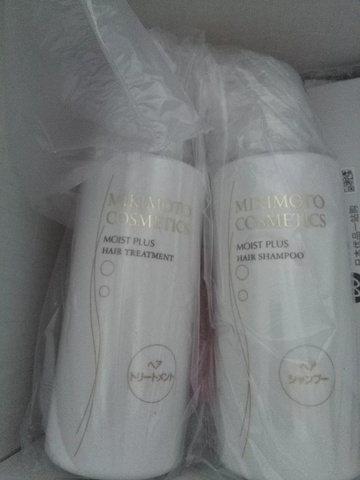 MIKIMOTO
COSMETICS
MOIST PLUS
HAIR TREATMENT
ヘア
トリートメント
MIKIMOTO
COSMETICS
MOIST PLUS
HAIR SHAMPOO
ヘア
シャンプー